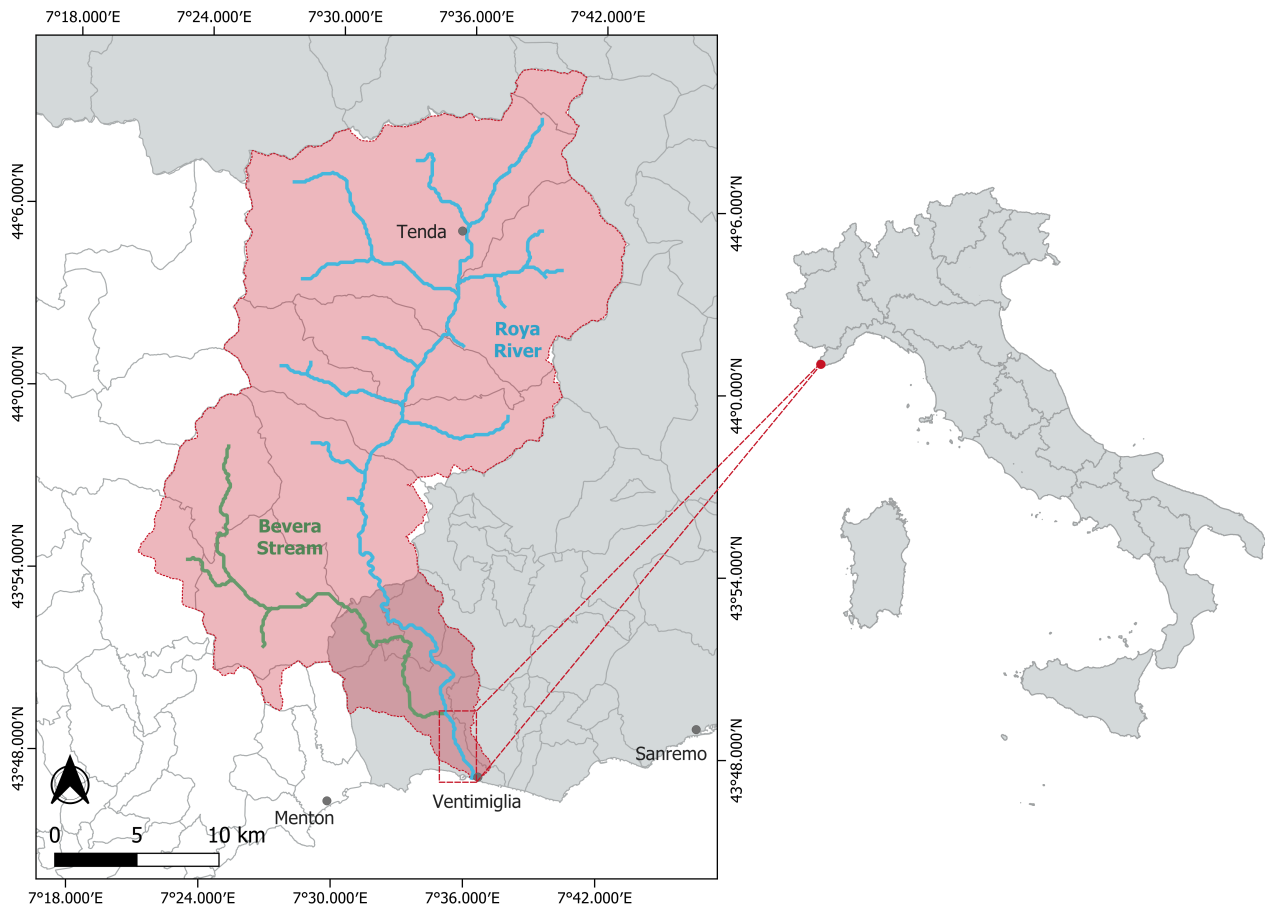 7°18.000′E 7°24.000′E 7°30.000′E 7°36.000′E 7°42.000′E
44°6.000′N
44°0.000′N
43°54.000′N
43°48.000′N
Tenda
Roya
River
Bevera
Stream
Sanremo
Ventimiglia
Menton
0 5 10 km
44°6.000′N
44°0.000′N
43°54.000′N
43°48.000′N
7°18.000′E 7°24.000′E 7°30.000′E 7°36.000′E 7°42.000′E